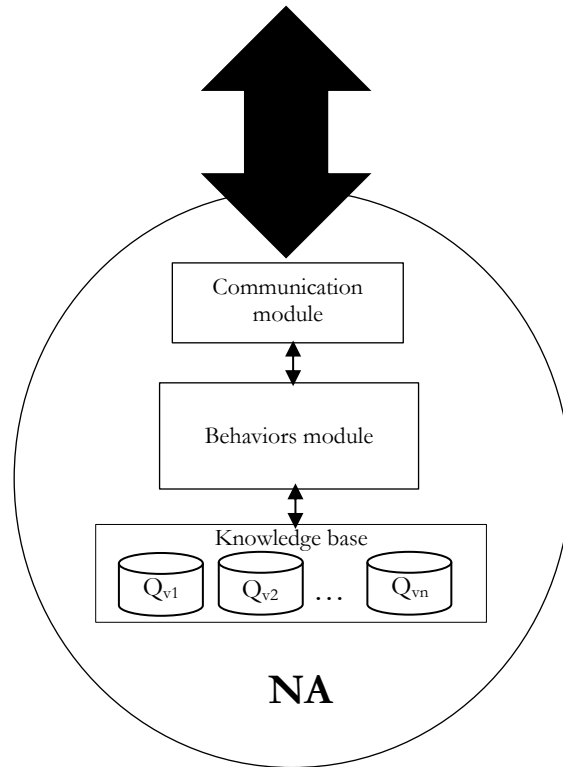 Communication
module
Behaviors module
Knowledge base
Qv1 Qv2 … Qvn
NA